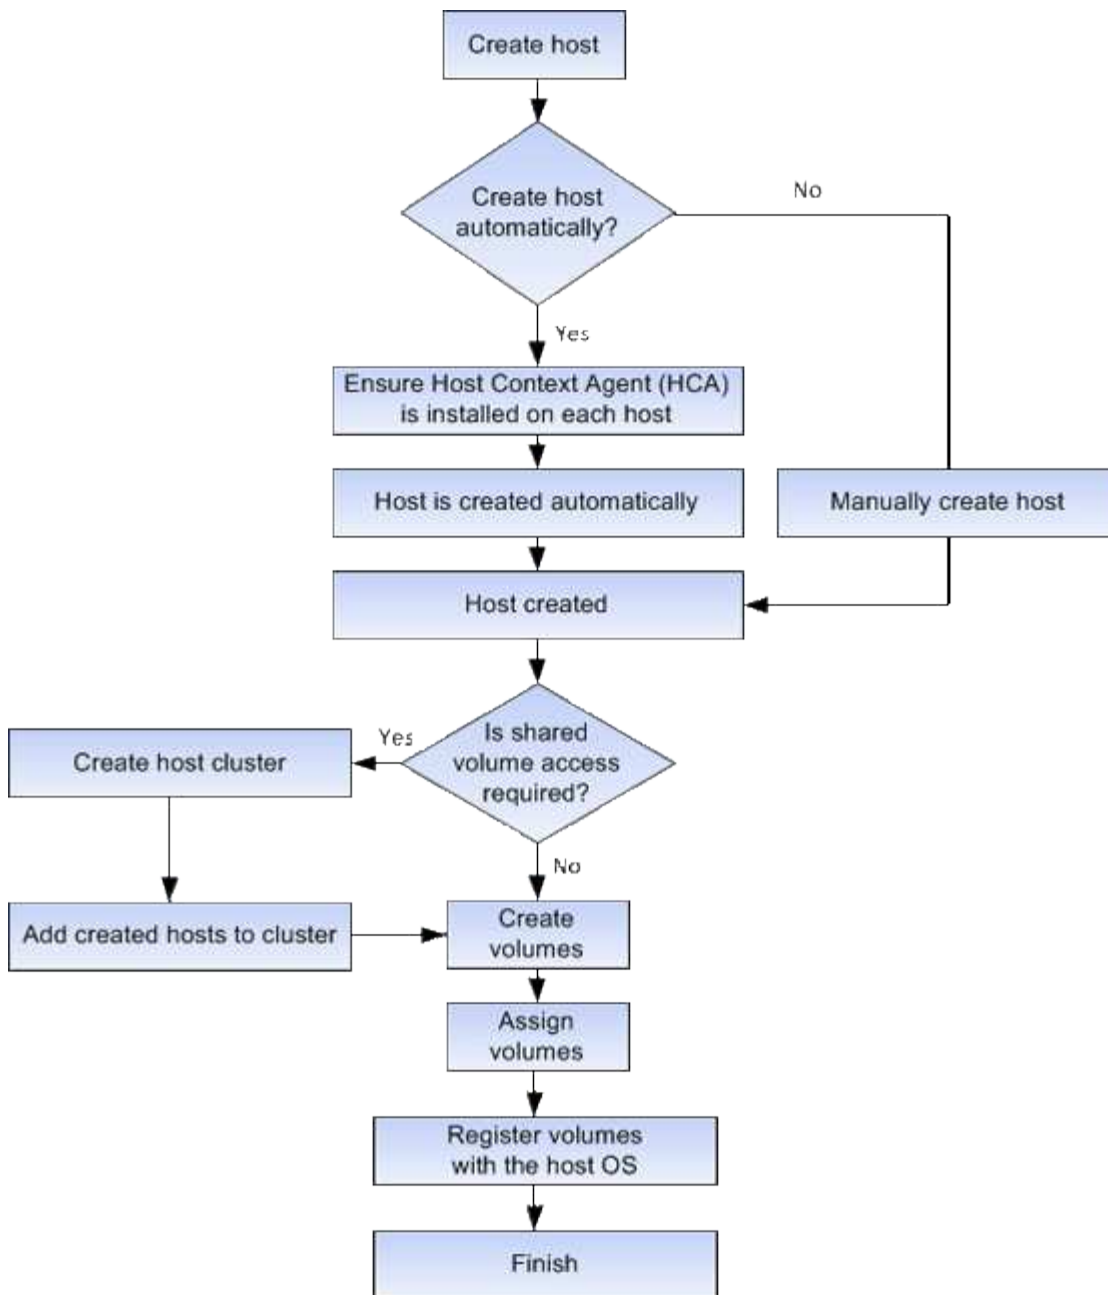 Create host
Create host
automatically?
No
Yes
Ensure Host Context Agent (HCA)
is installed on each host
Host is created automatically
Manually create host
Host created
Is shared
volume access
required?
Yes
Create host cluster
No
Add created hosts to cluster
Create
volumes
Assign
volumes
Register volumes
with the host OS
Finish